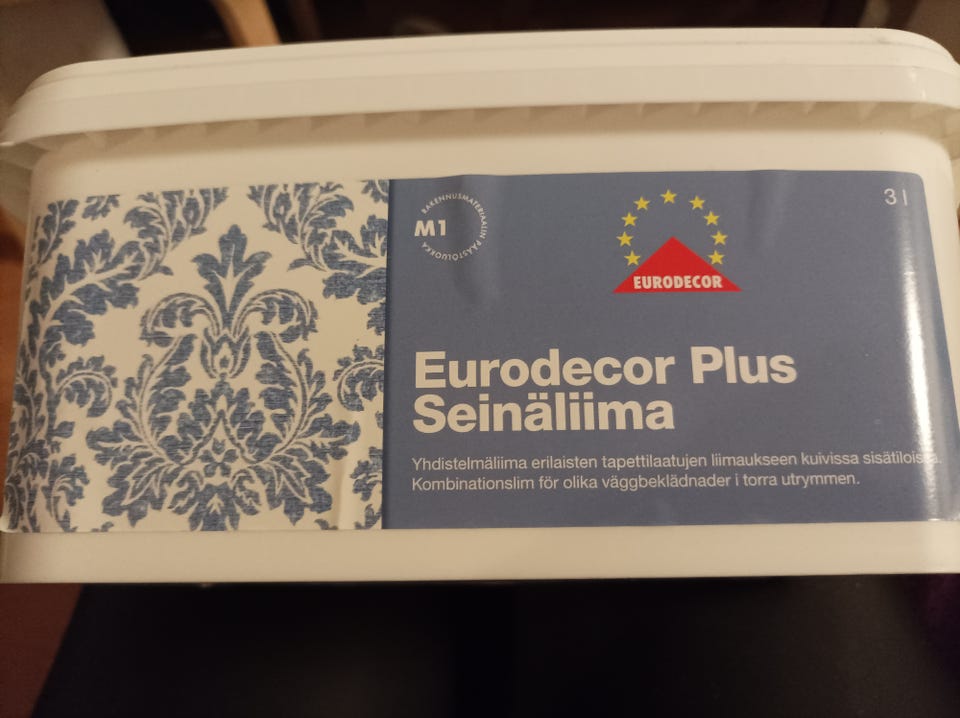 M1
RAKENNUSMATERIAALIN PÄÄSTÖLUOKKA
3 l
EURODECOR
Eurodecor Plus
Seinäliima
Yhdistelmäliima erilaisten tapettilaatujen liimaukseen kuivissa sisätiloissa.
Kombinationslim för olika väggbeklädnader i torra utrymmen.